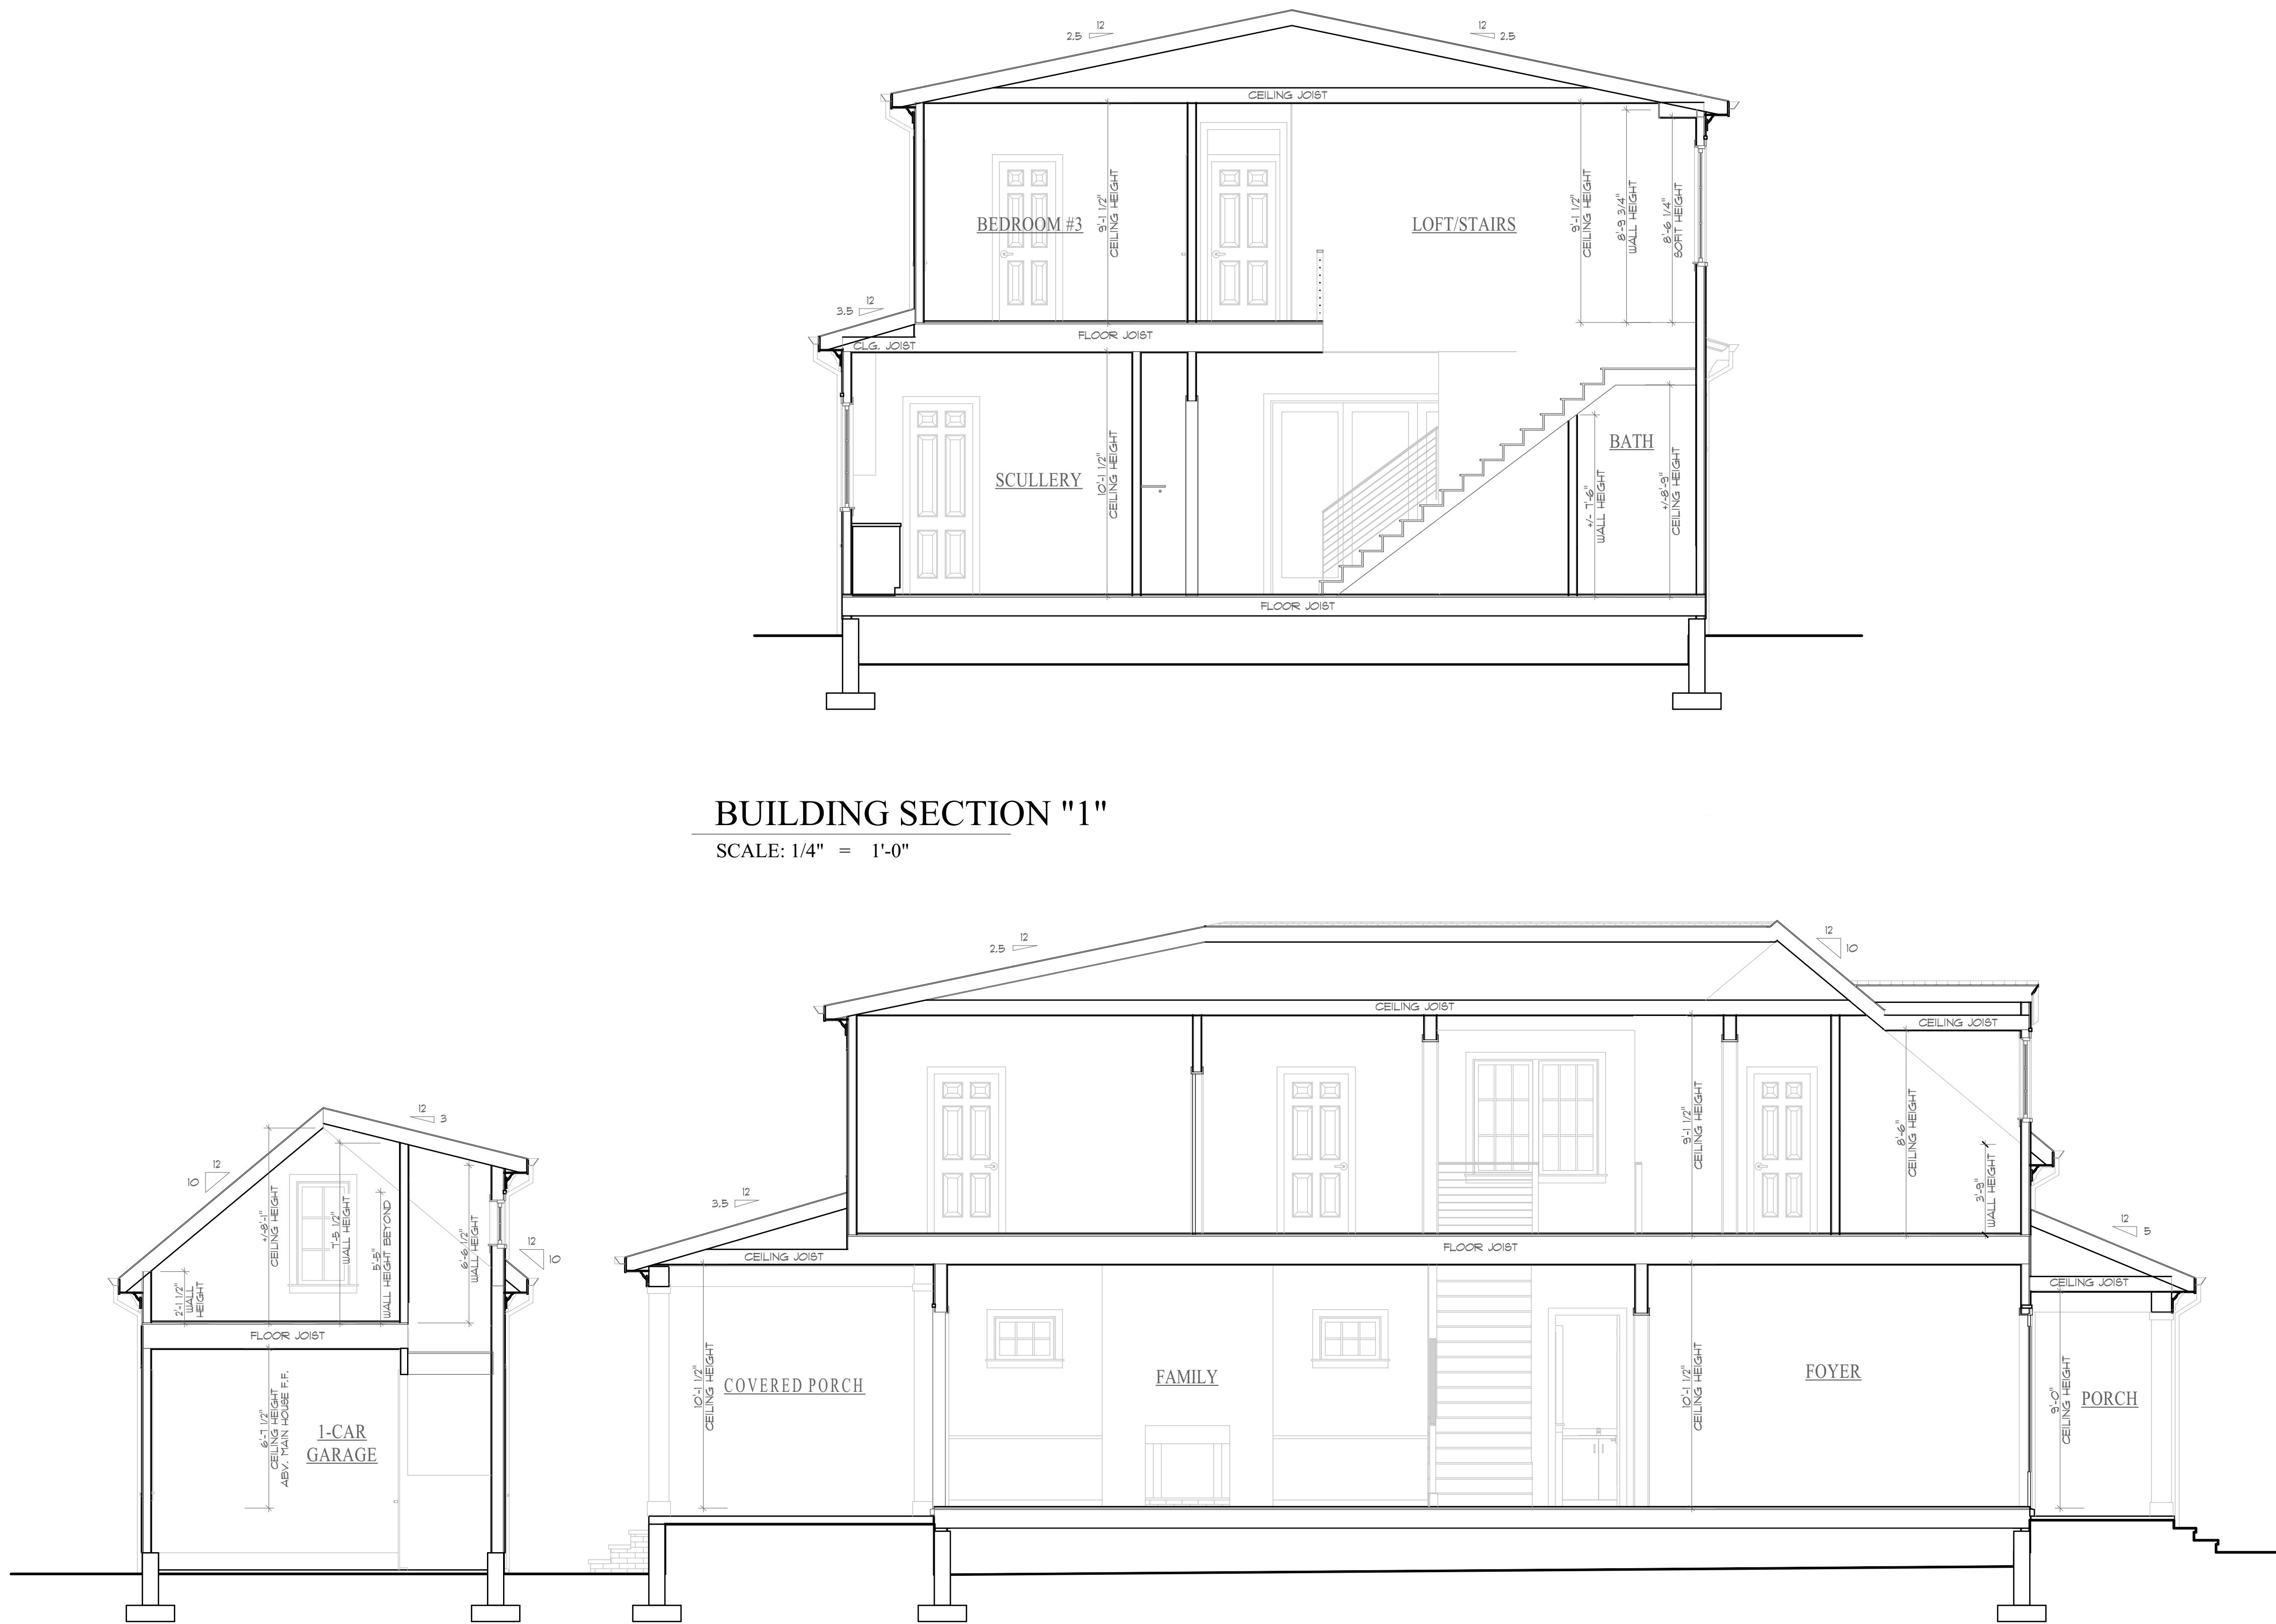 12
2.5
12
2.5
CEILING JOIST
BEDROOM #3
9'-1 1/2"
CEILING HEIGHT
LOFT/STAIRS
9'-1 1/2"
CEILING HEIGHT
8'-9 3/4"
WALL HEIGHT
8'-6 1/4"
SOFIT HEIGHT
12
3.5
FLOOR JOIST
CLG. JOIST
SCULLERY
10'-1 1/2"
CEILING HEIGHT
BATH
+/- 7'-6"
WALL HEIGHT
+/-8'-9"
CEILING HEIGHT
FLOOR JOIST
BUILDING SECTION "1"
SCALE: 1/4" = 1'-0"
12
2.5
12
10
CEILING JOIST
CEILING JOIST
12
3
12
10
+/-8'-1"
CEILING HEIGHT
7'-5 1/2"
WALL HEIGHT
5'-5"
WALL HEIGHT BEYOND
6'-6 1/2"
WALL HEIGHT
2'-1 1/2"
WALL
HEIGHT
12
10
12
3.5
9'-1 1/2"
CEILING HEIGHT
8'-6"
CEILING HEIGHT
3'-9"
WALL HEIGHT
12
5
CEILING JOIST
FLOOR JOIST
CEILING JOIST
FLOOR JOIST
6'-7 1/2"
CEILING HEIGHT
ABV. MAIN HOUSE F.F.
1-CAR
GARAGE
10'-1 1/2"
CEILING HEIGHT
COVERED PORCH
FAMILY
10'-1 1/2"
CEILING HEIGHT
FOYER
9'-0"
CEILING HEIGHT
PORCH